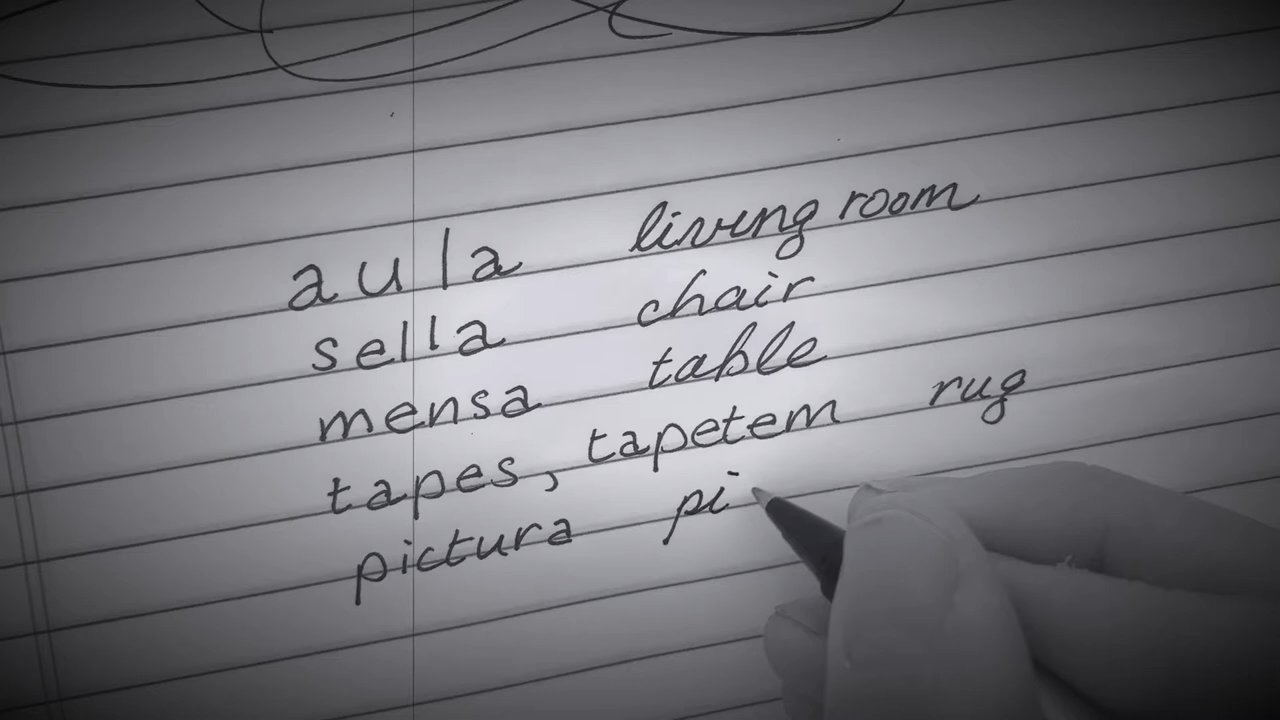 aula living room
sella chair
mensa table
tapes, tapetem rug
pictura pi